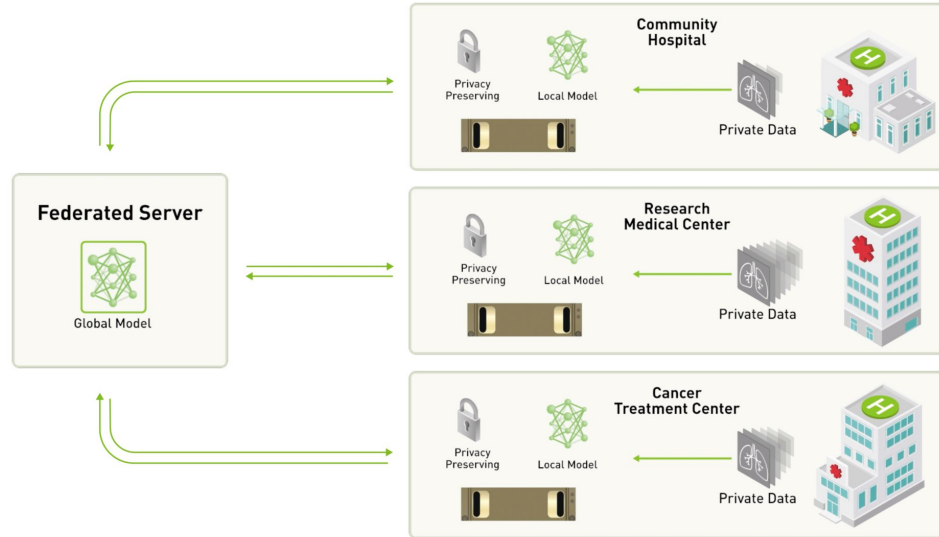 Federated Server
Global Model
Community
Hospital
Privacy
Preserving
Local Model
Private Data
H
Research
Medical Center
Privacy
Preserving
Local Model
Private Data
H
Cancer
Treatment Center
Privacy
Preserving
Local Model
Private Data
H